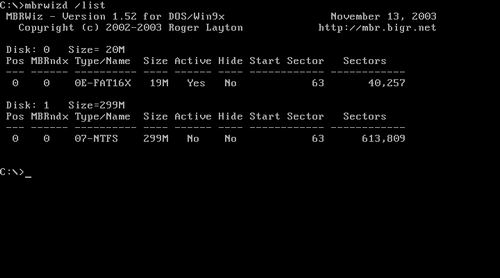 C:\>mbrwizd /list
MBRWiz - Version 1.52 for DOS/Win9x November 13, 2003
Copyright (c) 2002-2003 Roger Layton http://mbr.bigr.net
Disk: 0 Size= 20M
Pos MBRndx Type/Name Size Active Hide Start Sector Sectors
--- ------ --------- ---- ------ ---- ------------ ------------
0 0 0E-FAT16X 19M Yes No 63 40,257
Disk: 1 Size=299M
Pos MBRndx Type/Name Size Active Hide Start Sector Sectors
--- ------ --------- ---- ------ ---- ------------ ------------
0 0 07-NTFS 299M No No 63 613,809
C:\>_